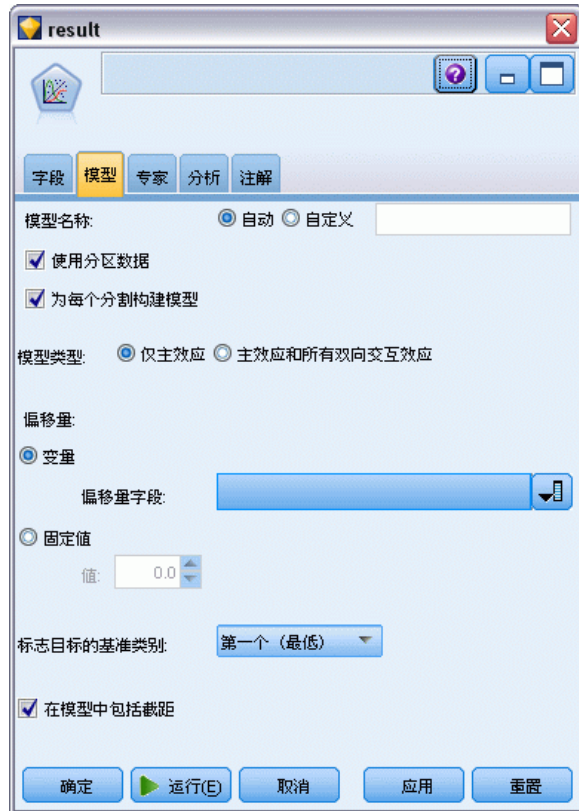 result
字段 模型 专家 分析 注解
模型名称: 自动 自定义
使用分区数据
为每个分割构建模型
模型类型: 仅主效应 主效应和所有双向交互效应
偏移量:
变量
偏移量字段:
固定值
值: 0.0
标志目标的基准类别: 第一个（最低）
在模型中包括截距
确定 运行(E) 取消 应用 重置